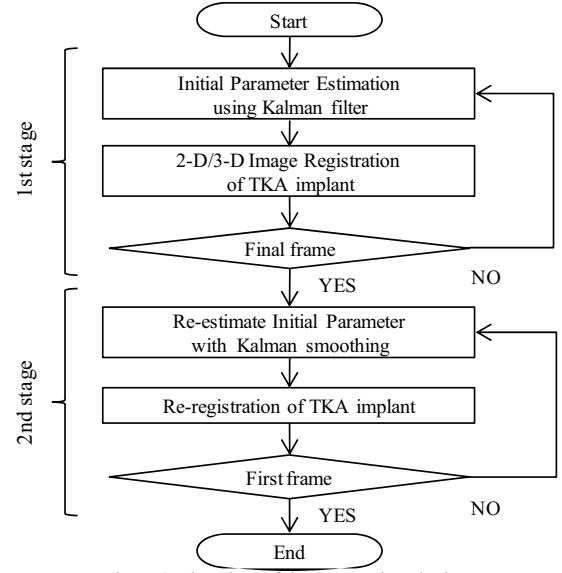 Start
Initial Parameter Estimation
using Kalman filter
2-D/3-D Image Registration
of TKA implant
Final frame
YES
NO
1st stage
Re-estimate Initial Parameter
with Kalman smoothing
Re-registration of TKA implant
First frame
YES
NO
2nd stage
End